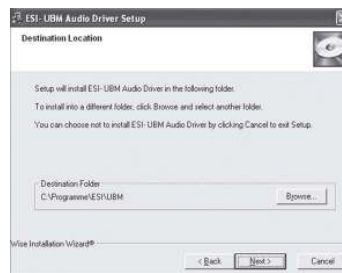 ESI- UBM Audio Driver Setup
Destination Location
Setup will install ESI- UBM Audio Driver in the following folder.
To install into a different folder, click Browse and select another folder.
You can choose not to install ESI- UBM Audio Driver by clicking Cancel to exit Setup.
Destination Folder
C:\Programme\ESI\UBM
Browse...
Wise Installation Wizard®
< Back
Next >
Cancel